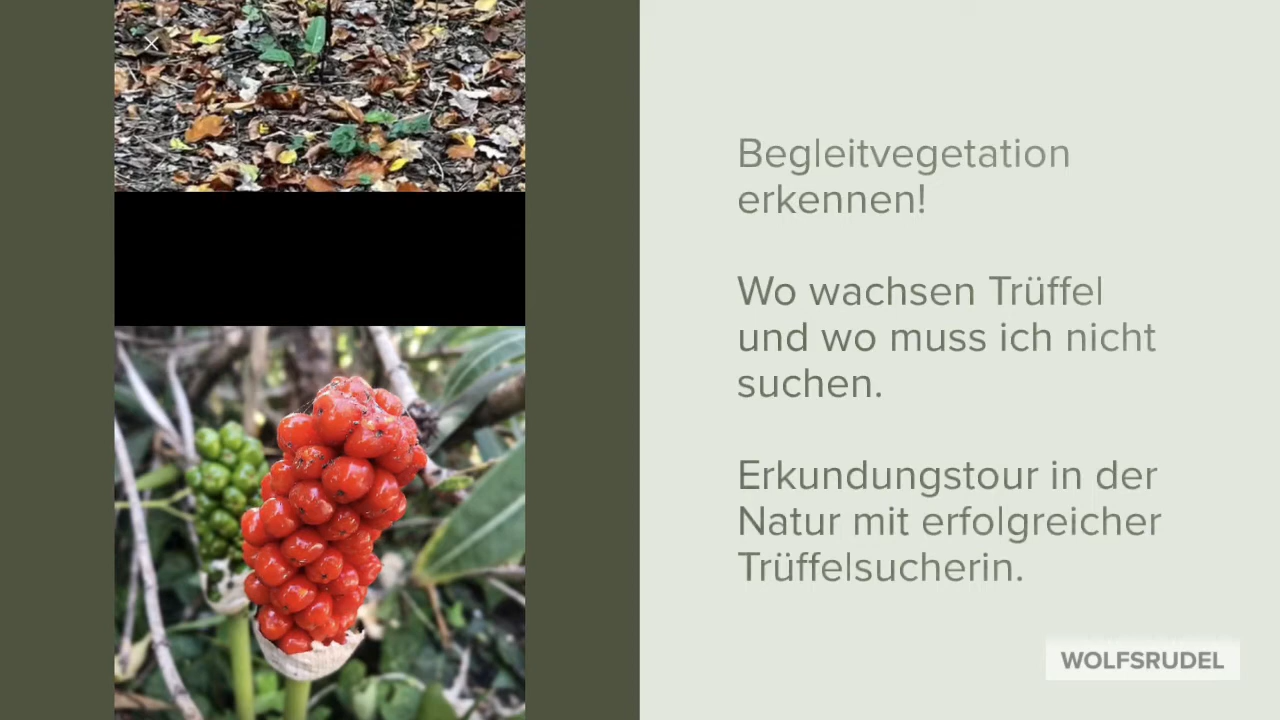 Begleitvegetation
erkennen!
Wo wachsen Trüffel
und wo muss ich nicht
suchen.
Erkundungstour in der
Natur mit erfolgreicher
Trüffelsucherin.
WOLFSRUDEL